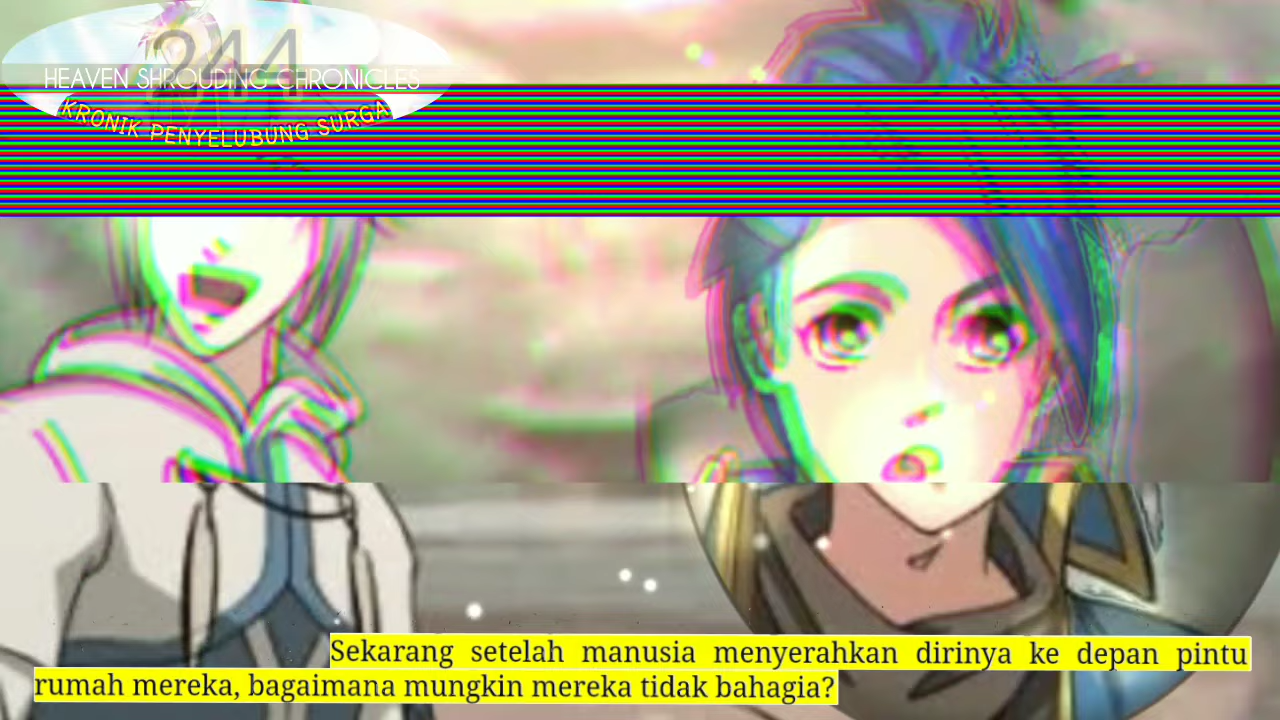 244
HEAVEN SHROUDING CHRONICLES
KRONIK PENYELUBUNG SURGA
Sekarang setelah manusia menyerahkan dirinya ke depan pintu
rumah mereka, bagaimana mungkin mereka tidak bahagia?